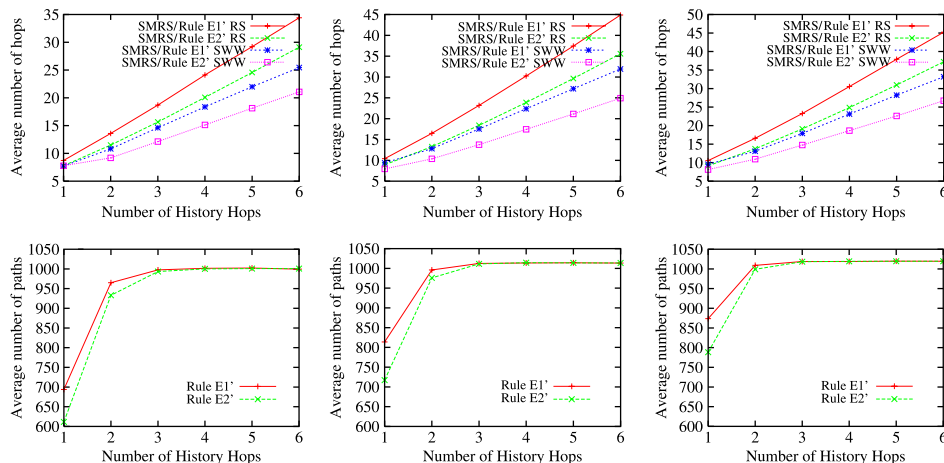 Average number of hops
35
30
25
20
15
10
5
SMRS/Rule E1' RS
SMRS/Rule E2' RS
SMRS/Rule E1' SWW
SMRS/Rule E2' SWW
1 2 3 4 5 6
Number of History Hops
Average number of hops
45
40
35
30
25
20
15
10
5
SMRS/Rule E1' RS
SMRS/Rule E2' RS
SMRS/Rule E1' SWW
SMRS/Rule E2' SWW
1 2 3 4 5 6
Number of History Hops
Average number of hops
50
45
40
35
30
25
20
15
10
5
SMRS/Rule E1' RS
SMRS/Rule E2' RS
SMRS/Rule E1' SWW
SMRS/Rule E2' SWW
1 2 3 4 5 6
Number of History Hops
Average number of paths
1050
1000
950
900
850
800
750
700
650
600
Rule E1'
Rule E2'
1 2 3 4 5 6
Number of History Hops
Average number of paths
1050
1000
950
900
850
800
750
700
650
600
Rule E1'
Rule E2'
1 2 3 4 5 6
Number of History Hops
Average number of paths
1050
1000
950
900
850
800
750
700
650
600
Rule E1'
Rule E2'
1 2 3 4 5 6
Number of History Hops